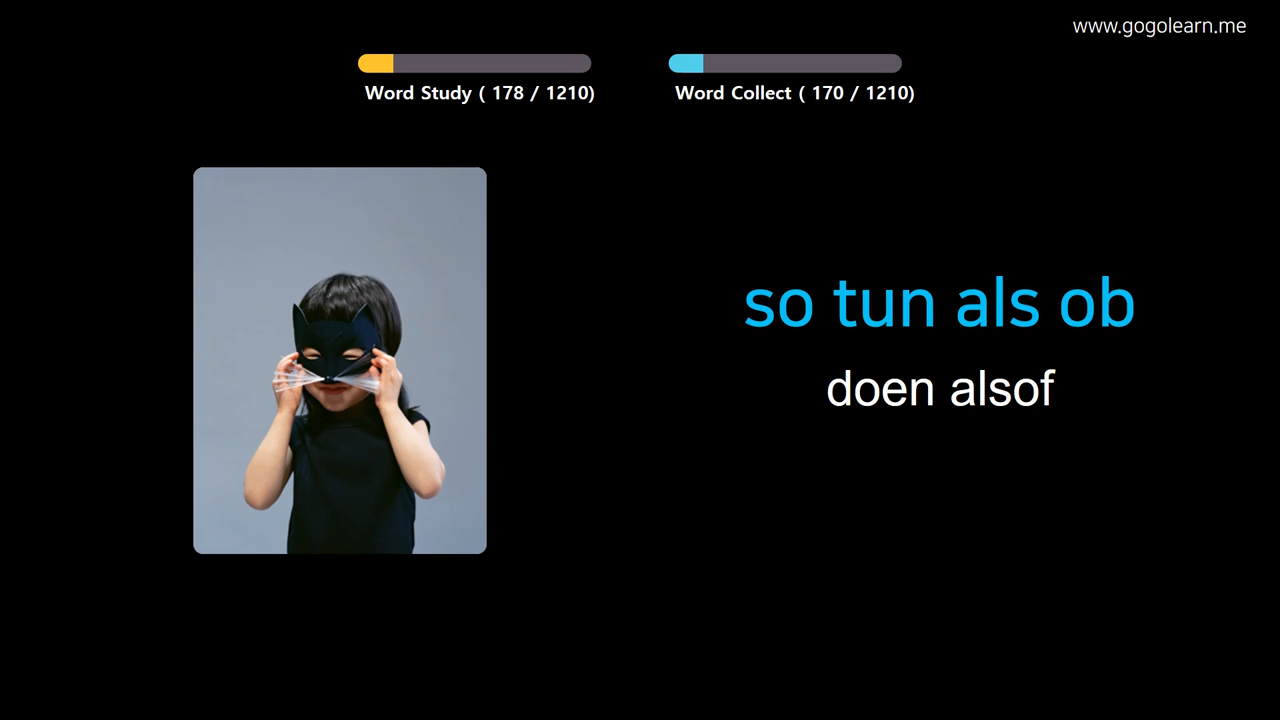 www.gogolearn.me
Word Study ( 178 / 1210)
Word Collect ( 170 / 1210)
so tun als ob
doen alsof